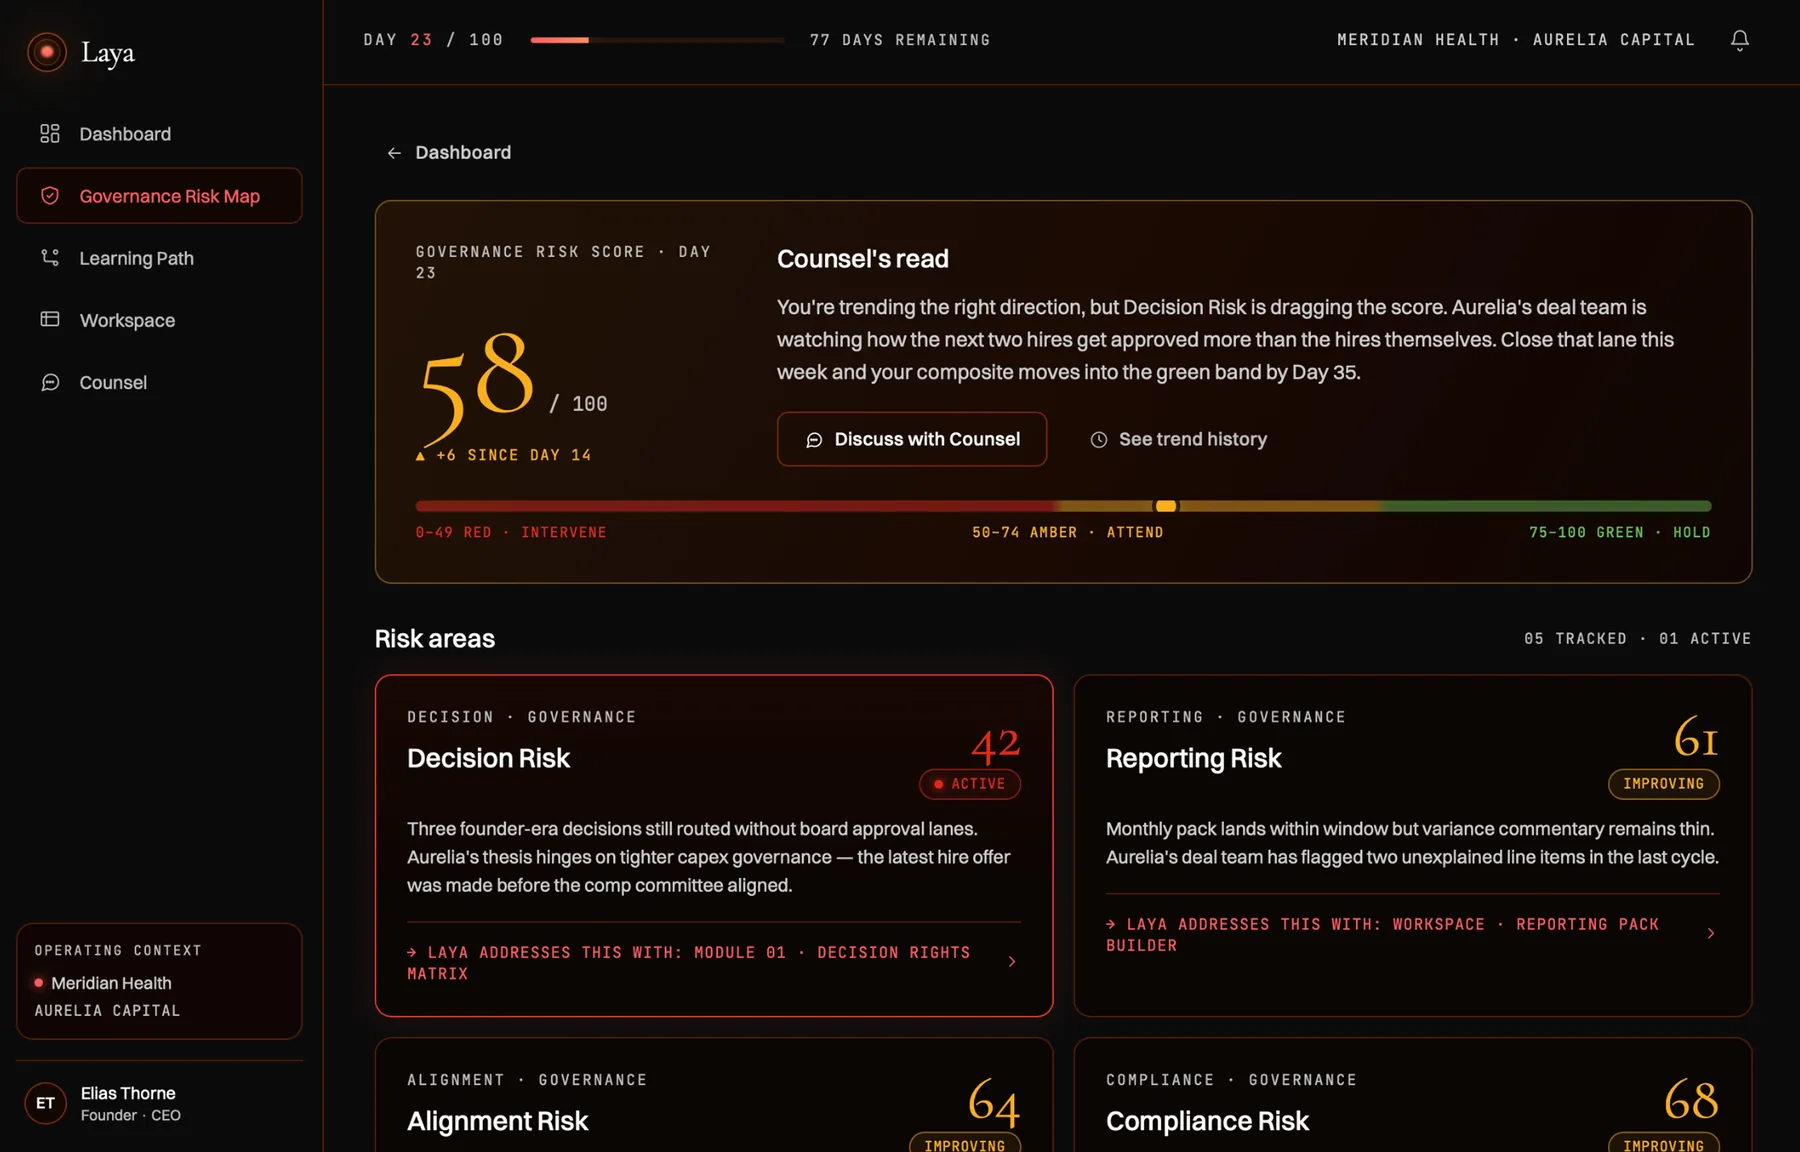 Laya
Dashboard
Governance Risk Map
Learning Path
Workspace
Counsel
OPERATING CONTEXT
Meridian Health
AURELIA CAPITAL
ET
Elias Thorne
Founder · CEO
DAY 23 / 100
77 DAYS REMAINING
MERIDIAN HEALTH · AURELIA CAPITAL
← Dashboard
GOVERNANCE RISK SCORE · DAY
23
58 / 100
▲ +6 SINCE DAY 14
Counsel's read
You're trending the right direction, but Decision Risk is dragging the score. Aurelia's deal team is
watching how the next two hires get approved more than the hires themselves. Close that lane this
week and your composite moves into the green band by Day 35.
Discuss with Counsel
See trend history
0–49 RED · INTERVENE
50–74 AMBER · ATTEND
75–100 GREEN · HOLD
Risk areas
05 TRACKED · 01 ACTIVE
DECISION · GOVERNANCE
Decision Risk
42
ACTIVE
Three founder-era decisions still routed without board approval lanes.
Aurelia's thesis hinges on tighter capex governance — the latest hire offer
was made before the comp committee aligned.
→ LAYA ADDRESSES THIS WITH: MODULE 01 · DECISION RIGHTS
MATRIX
REPORTING · GOVERNANCE
Reporting Risk
61
IMPROVING
Monthly pack lands within window but variance commentary remains thin.
Aurelia's deal team has flagged two unexplained line items in the last cycle.
→ LAYA ADDRESSES THIS WITH: WORKSPACE · REPORTING PACK
BUILDER
ALIGNMENT · GOVERNANCE
Alignment Risk
64
IMPROVING
COMPLIANCE · GOVERNANCE
Compliance Risk
68
IMPROVING